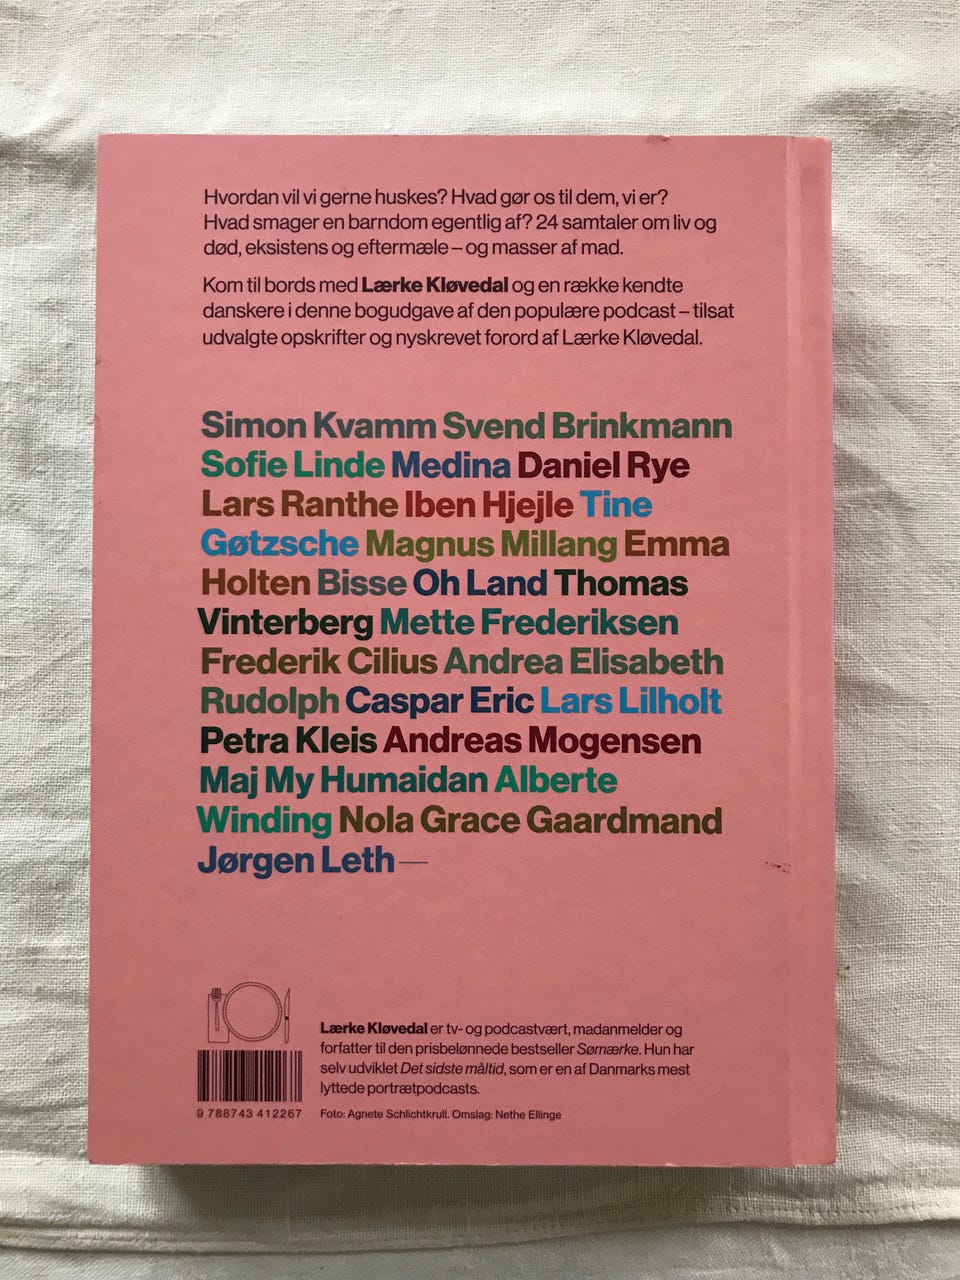 Hvordan vil vi gerne huskes? Hvad gør os til dem, vi er?
Hvad smager en barndom egentlig af? 24 samtaler om liv og
død, eksistens og eftermæle – og masser af mad.
Kom til bords med Lærke Kløvedal og en række kendte
danskere i denne bogudgave af den populære podcast – tilsat
udvalgte opskrifter og nyskrevet forord af Lærke Kløvedal.
Simon Kvamm Svend Brinkmann
Sofie Linde Medina Daniel Rye
Lars Ranthe Iben Hjejle Tine
Gøtzsche Magnus Millang Emma
Holten Bisse Oh Land Thomas
Vinterberg Mette Frederiksen
Frederik Cilius Andrea Elisabeth
Rudolph Caspar Eric Lars Lilholt
Petra Kleis Andreas Mogensen
Maj My Humaidan Alberte
Winding Nola Grace Gaardmand
Jørgen Leth —
Lærke Kløvedal er tv- og podcastvært, madanmelder og
forfatter til den prisbelønnede bestseller Sømærke. Hun har
selv udviklet Det sidste måltid, som er en af Danmarks mest
lyttede portrætpodcasts.
9 788743 412267
Foto: Agnete Schlichtkrull. Omslag: Nethe Ellinge